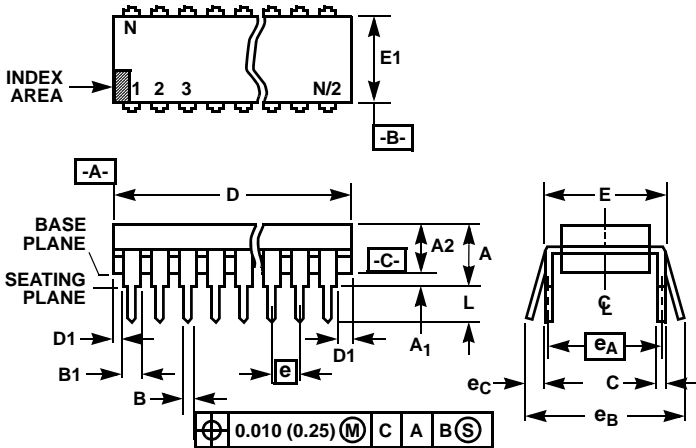 N
E1
INDEX
AREA
1 2 3 N/2
-B-
-A-
D
E
BASE
PLANE
A2
A
-C-
SEATING
PLANE
L
℄
D1
A1
D1
eA
B1
e
eC
C
B
eB
⌖ 0.010 (0.25) Ⓜ C A B Ⓢ